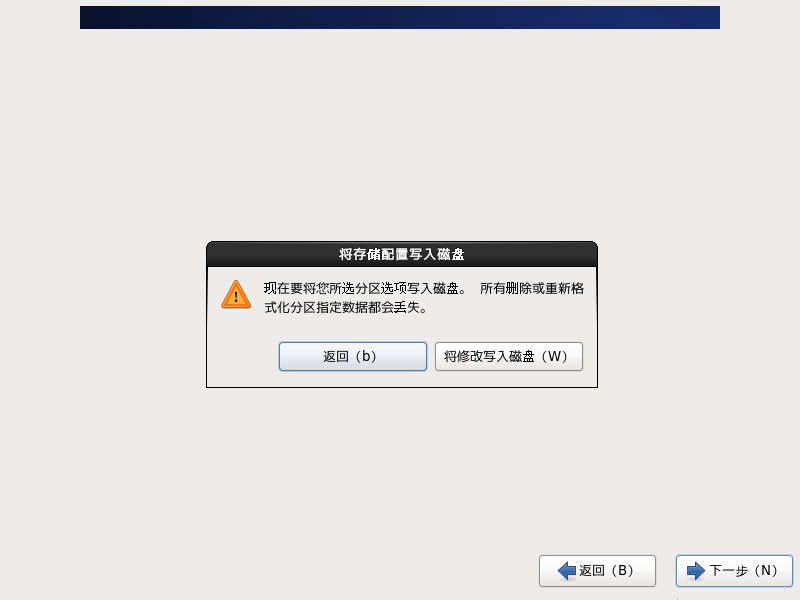 将存储配置写入磁盘
现在要将您所选分区选项写入磁盘。 所有删除或重新格
式化分区指定数据都会丢失。
返回（b） 将修改写入磁盘（W）
返回（B） 下一步（N）